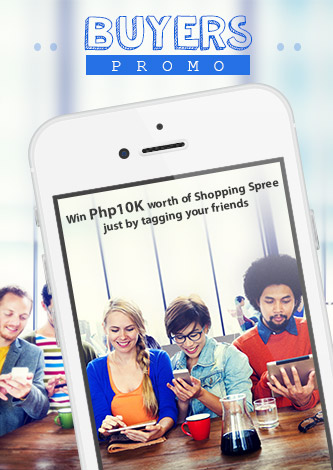 BUYERS
PROMO
Win Php10K worth of Shopping Spree
just by tagging your friends